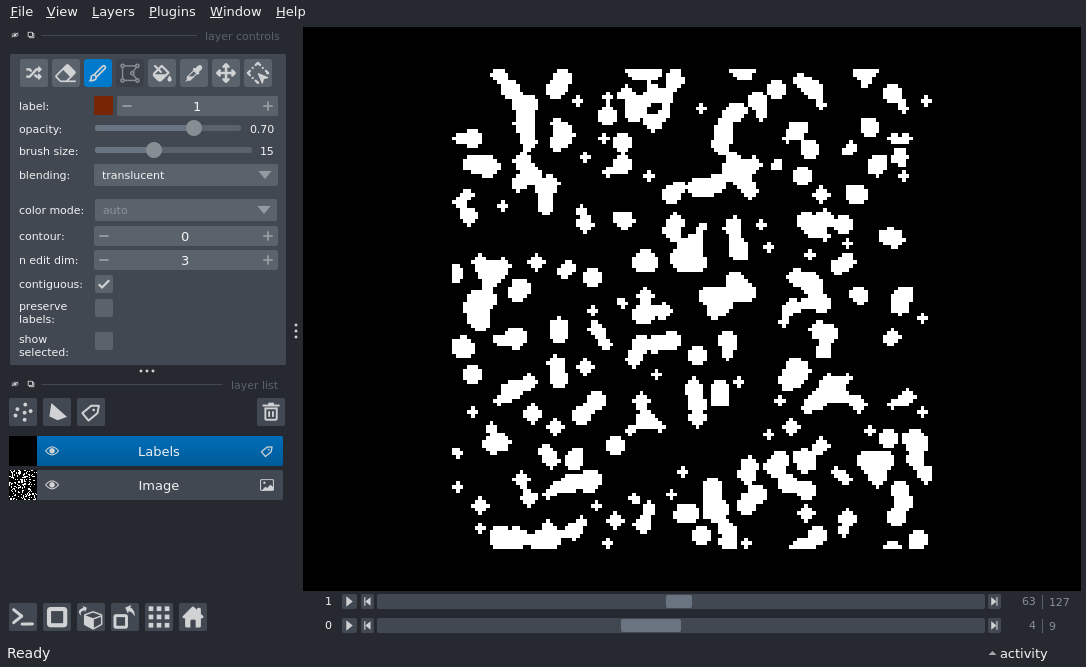 File View Layers Plugins Window Help
layer controls
label: 1
opacity: 0.70
brush size: 15
blending: translucent
color mode: auto
contour: 0
n edit dim: 3
contiguous:
preserve
labels:
show
selected:
layer list
Labels
Image
1 63 127
0 4 9
Ready activity